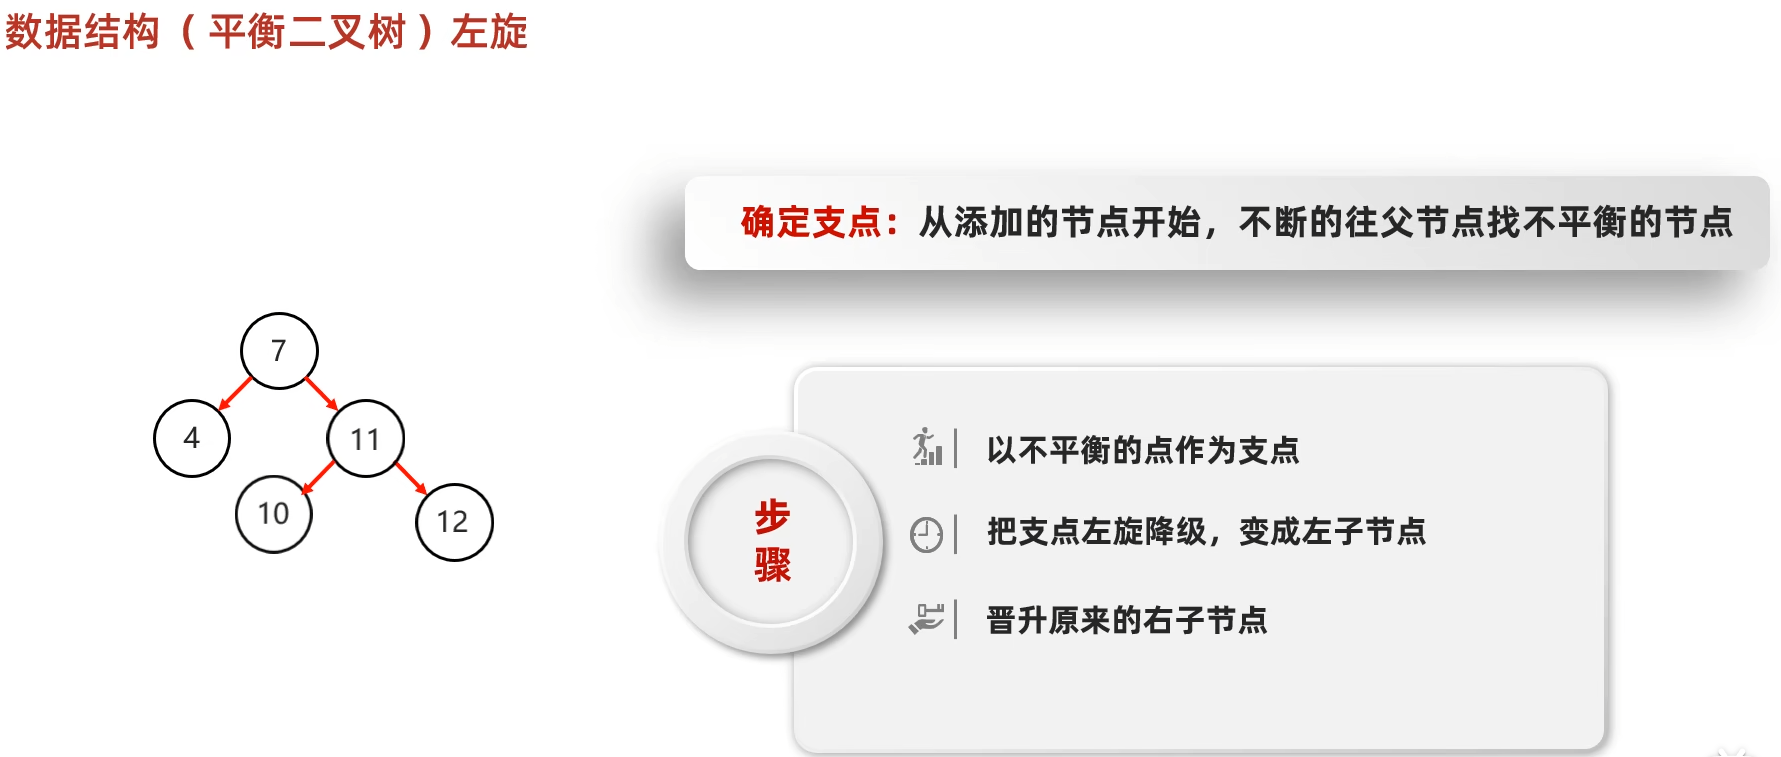 数据结构（平衡二叉树）左旋
确定支点：从添加的节点开始，不断的往父节点找不平衡的节点
7
4
11
10
12
步
骤
以不平衡的点作为支点
把支点左旋降级，变成左子节点
晋升原来的右子节点